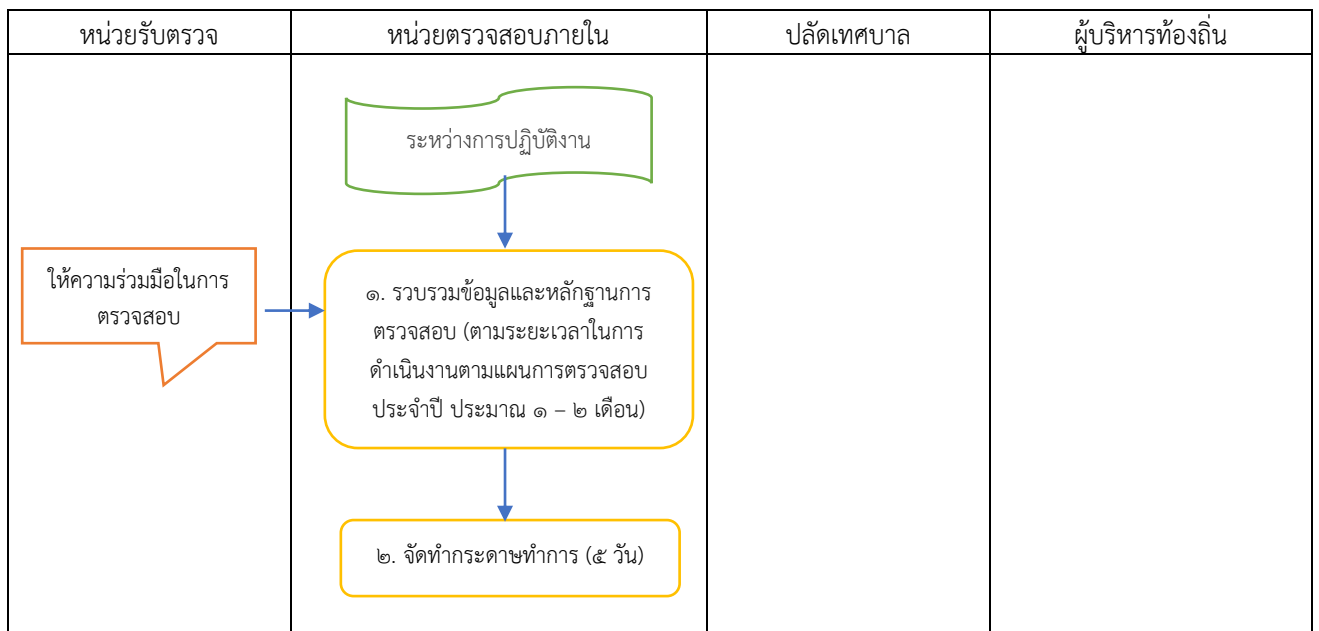 หน่วยรับตรวจ
หน่วยตรวจสอบภายใน
ปลัดเทศบาล
ผู้บริหารท้องถิ่น
ระหว่างการปฏิบัติงาน
ให้ความร่วมมือในการ
ตรวจสอบ
๑. รวบรวมข้อมูลและหลักฐานการ
ตรวจสอบ (ตามระยะเวลาในการ
ดำเนินงานตามแผนการตรวจสอบ
ประจำปี ประมาณ ๑ – ๒ เดือน)
๒. จัดทำกระดาษทำการ (๕ วัน)